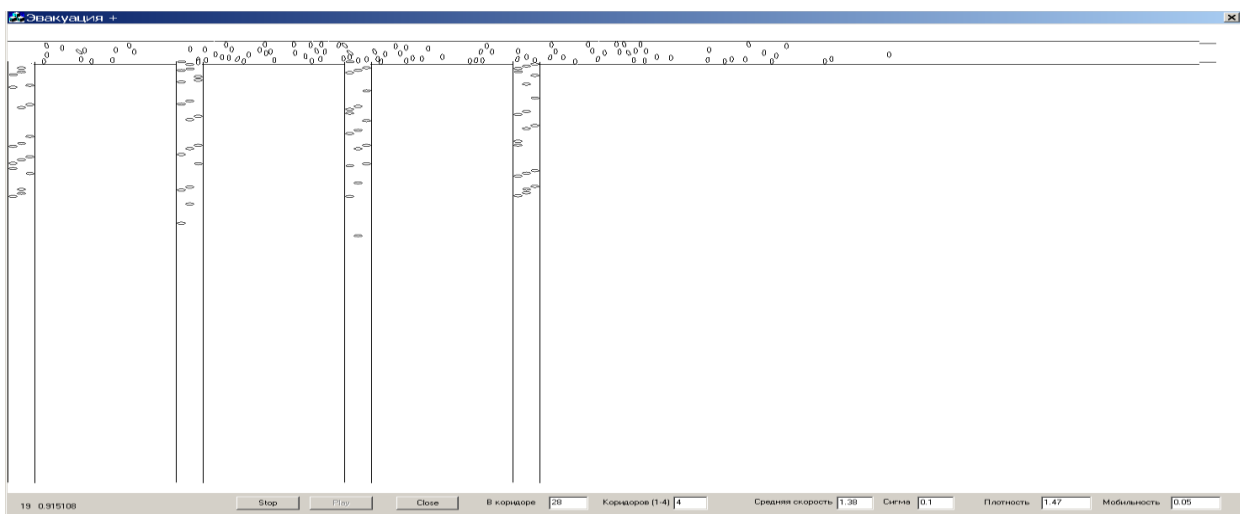 Эвакуация +
19 0.915108 Stop Play Close В коридоре 28 Коридоров (1-4) 4 Средняя скорость 1.38 Сигма 0.1 Плотность 1.47 Мобильность 0.05